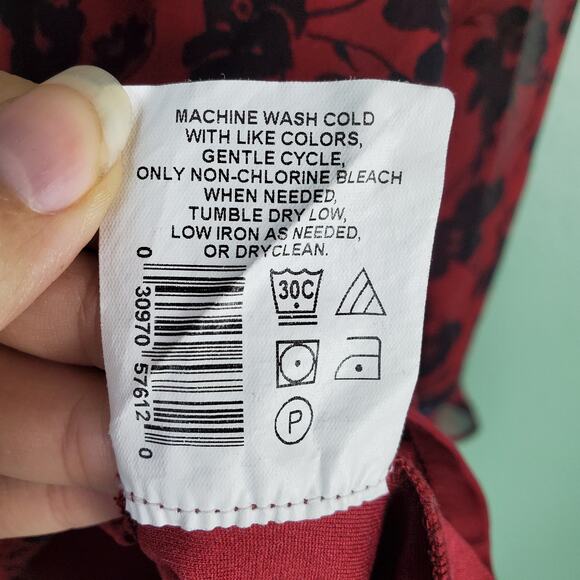 MACHINE WASH COLD
WITH LIKE COLORS,
GENTLE CYCLE,
ONLY NON-CHLORINE BLEACH
WHEN NEEDED,
TUMBLE DRY LOW,
LOW IRON AS NEEDED,
OR DRYCLEAN.
30C
P
0 30970 57612 0